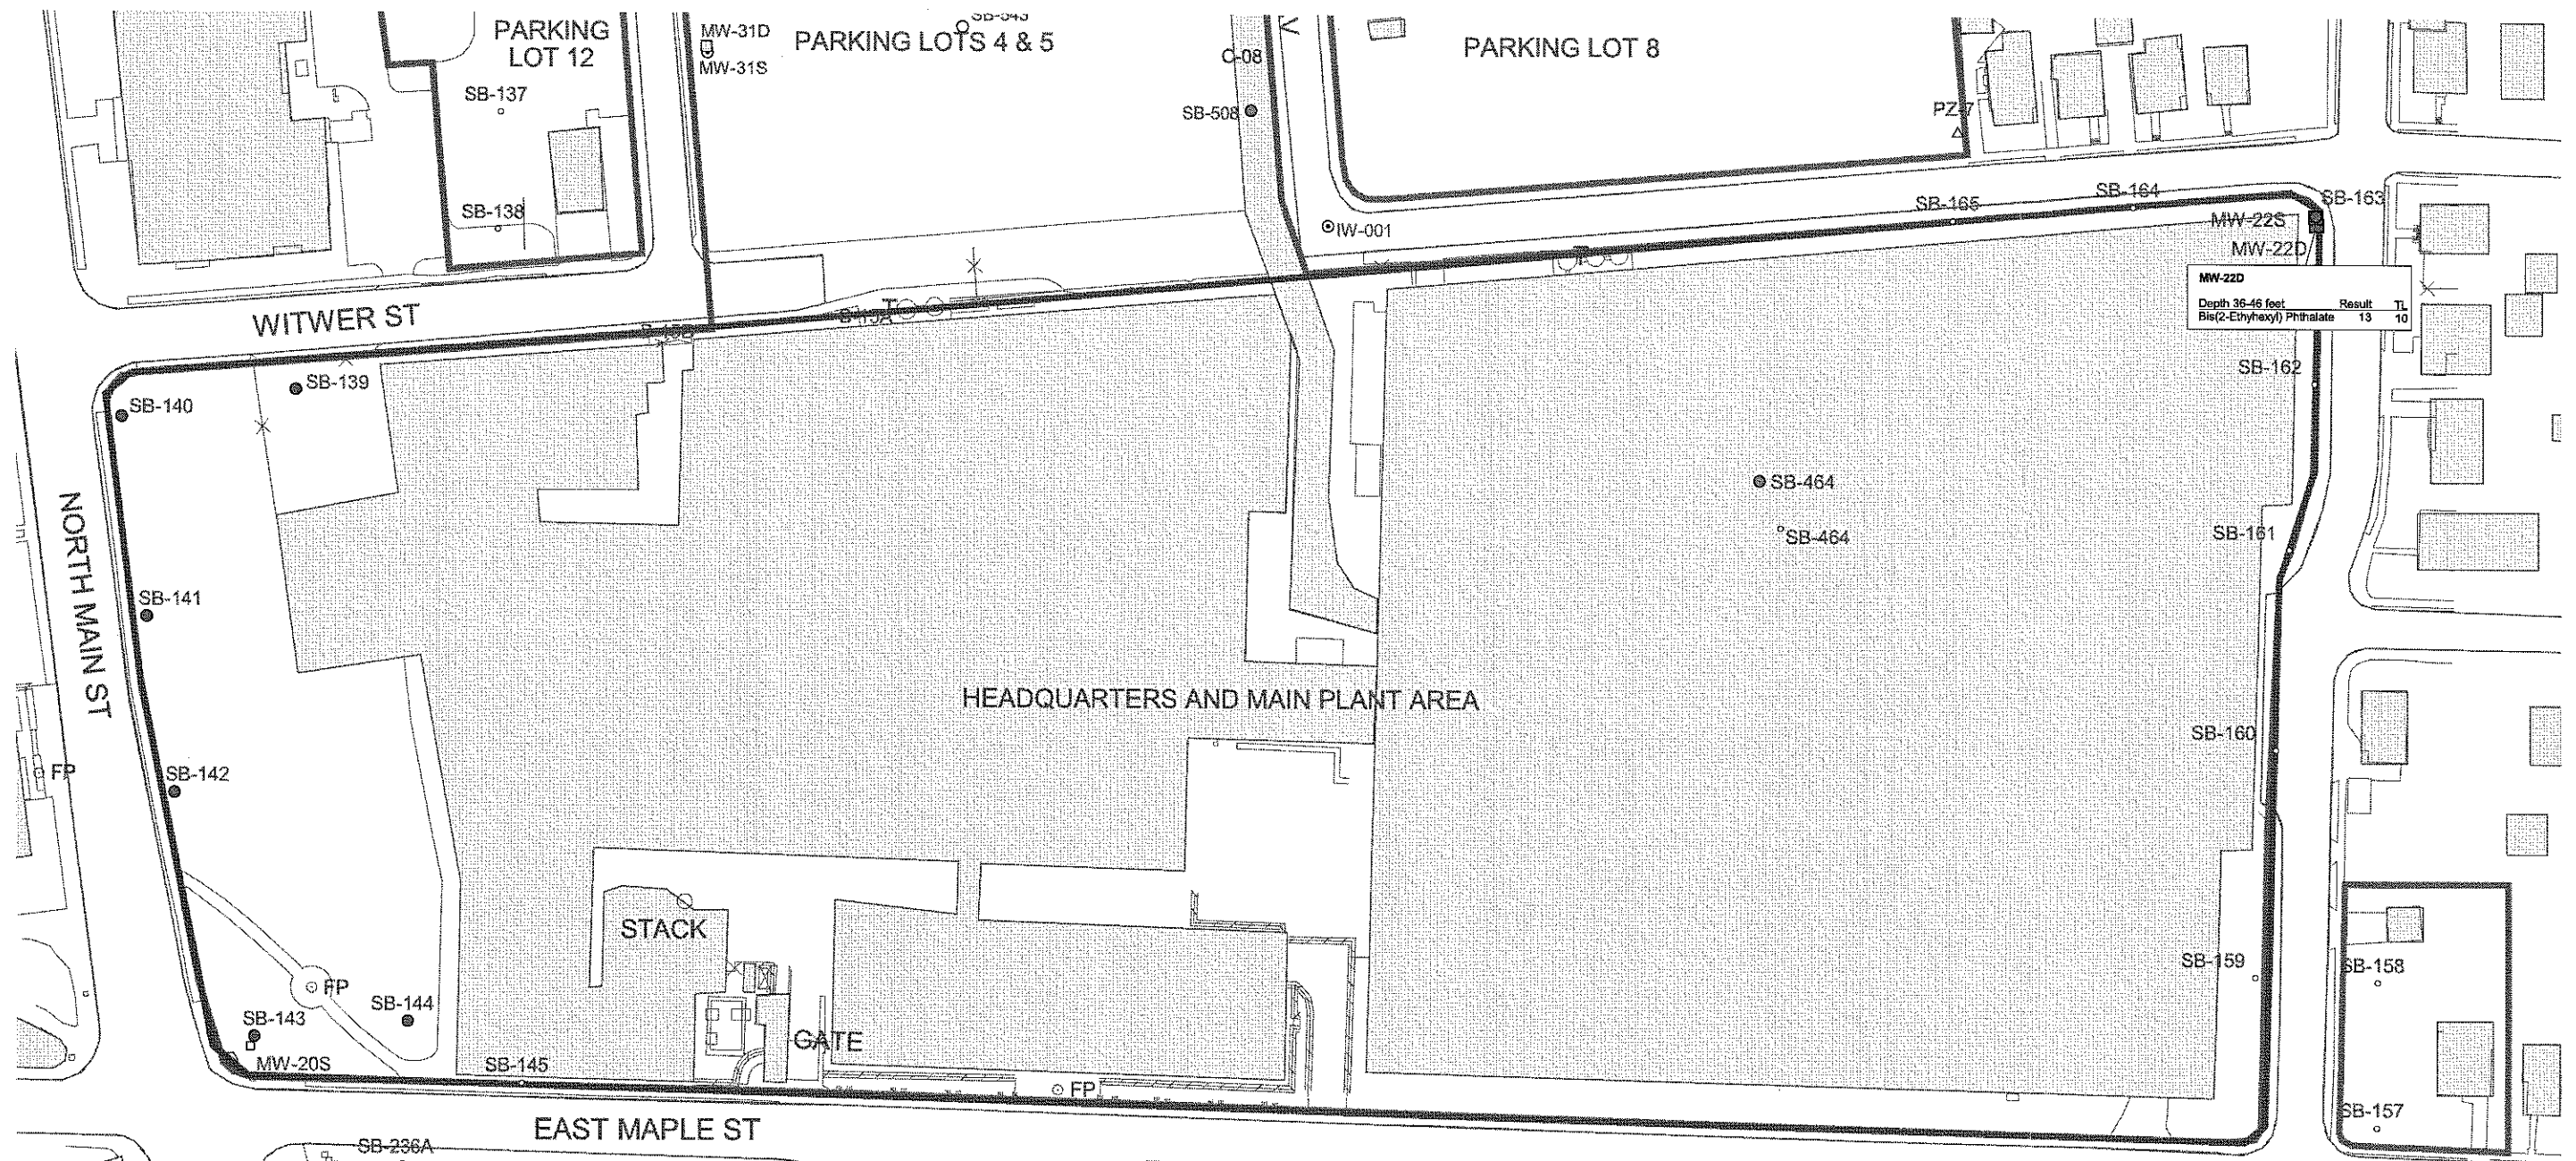 PARKING
LOT 12
MW-31D
MW-31S
PARKING LOTS 4 & 5
C-08
PARKING LOT 8
SB-137
SB-508
PZ-7
SB-138
SB-165
SB-164
SB-163
IW-001
MW-22S
MW-22D
MW-22D
Depth 36-46 feet Result TL
Bis(2-Ethyhexyl) Phthalate 13 10
WITWER ST
T
T
SB-139
SB-140
SB-162
NORTH MAIN ST
SB-464
SB-464
SB-161
SB-141
HEADQUARTERS AND MAIN PLANT AREA
SB-160
FP
SB-142
STACK
SB-159
SB-158
FP
SB-144
SB-143
GATE
MW-20S
SB-145
FP
SB-157
EAST MAPLE ST
SB-236A